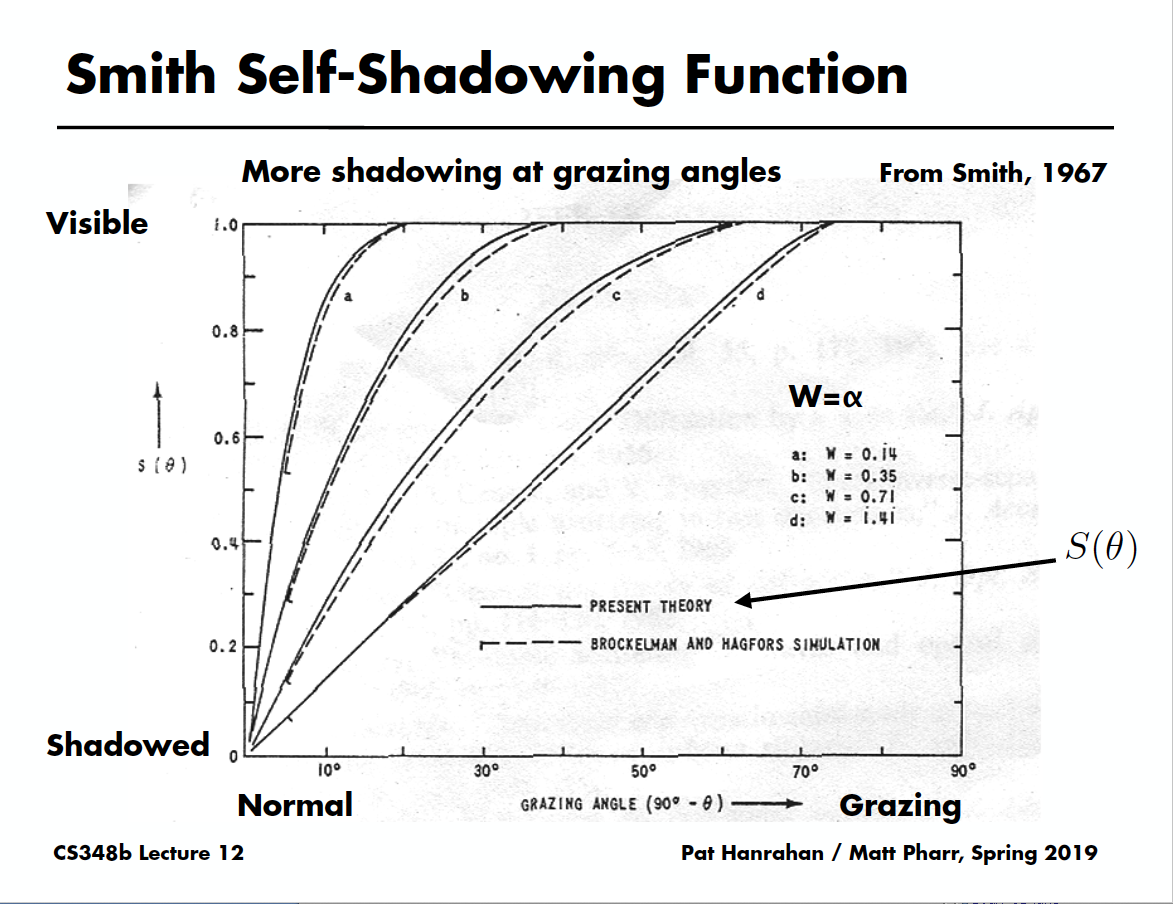 Smith Self-Shadowing Function
More shadowing at grazing angles
From Smith, 1967
Visible
1.0
0.8
0.6
0.4
0.2
0
S (θ)
a
b
c
d
W=α
a: W = 0.14
b: W = 0.35
c: W = 0.71
d: W = 1.41
S(θ)
PRESENT THEORY
BROCKELMAN AND HAGFORS SIMULATION
Shadowed
10° 30° 50° 70° 90°
Normal
GRAZING ANGLE (90° - θ)
Grazing
CS348b Lecture 12
Pat Hanrahan / Matt Pharr, Spring 2019